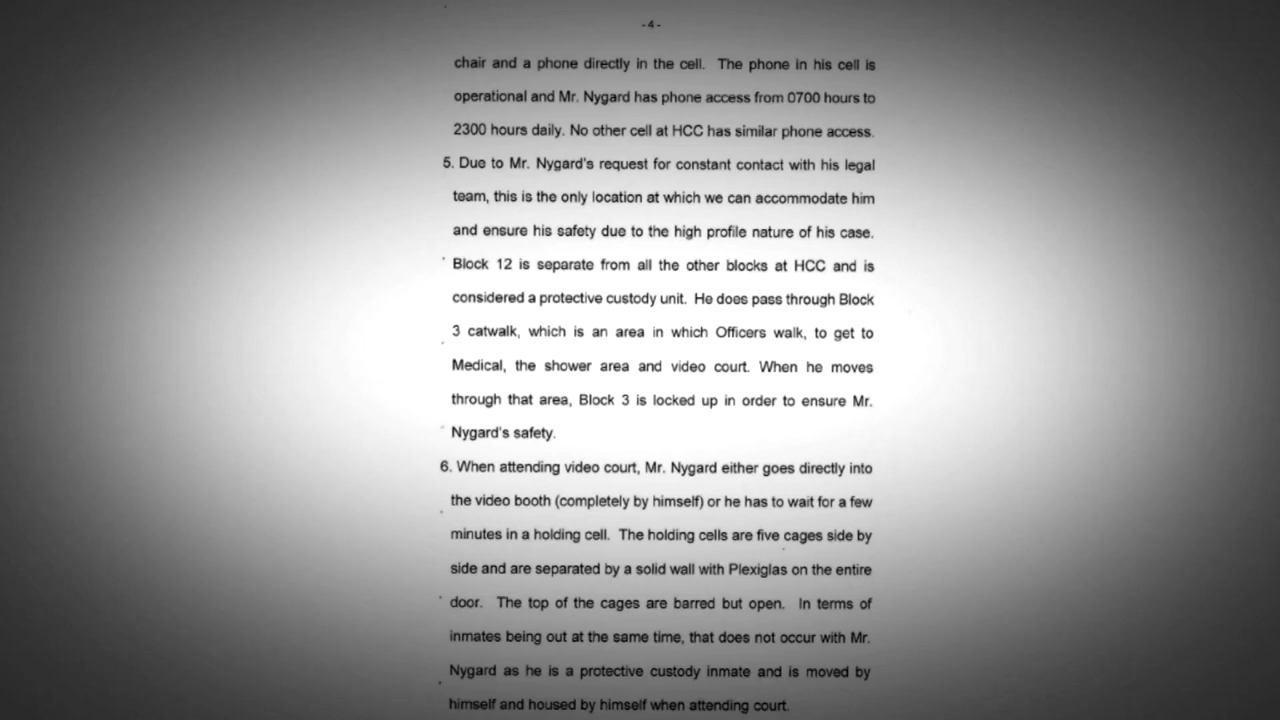 -4-
chair and a phone directly in the cell. The phone in his cell is
operational and Mr. Nygard has phone access from 0700 hours to
2300 hours daily. No other cell at HCC has similar phone access.
5. Due to Mr. Nygard's request for constant contact with his legal
team, this is the only location at which we can accommodate him
and ensure his safety due to the high profile nature of his case.
Block 12 is separate from all the other blocks at HCC and is
considered a protective custody unit. He does pass through Block
3 catwalk, which is an area in which Officers walk, to get to
Medical, the shower area and video court. When he moves
through that area, Block 3 is locked up in order to ensure Mr.
Nygard's safety.
6. When attending video court, Mr. Nygard either goes directly into
the video booth (completely by himself) or he has to wait for a few
minutes in a holding cell. The holding cells are five cages side by
side and are separated by a solid wall with Plexiglas on the entire
door. The top of the cages are barred but open. In terms of
inmates being out at the same time, that does not occur with Mr.
Nygard as he is a protective custody inmate and is moved by
himself and housed by himself when attending court.